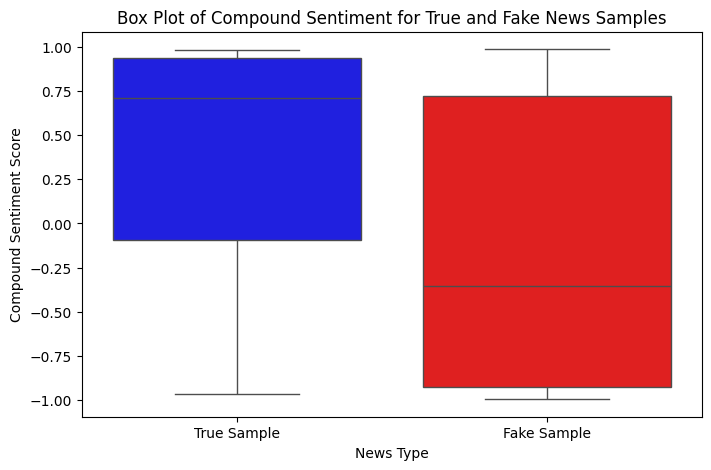 Box Plot of Compound Sentiment for True and Fake News Samples
Compound Sentiment Score
1.00
0.75
0.50
0.25
0.00
−0.25
−0.50
−0.75
−1.00
True Sample
Fake Sample
News Type